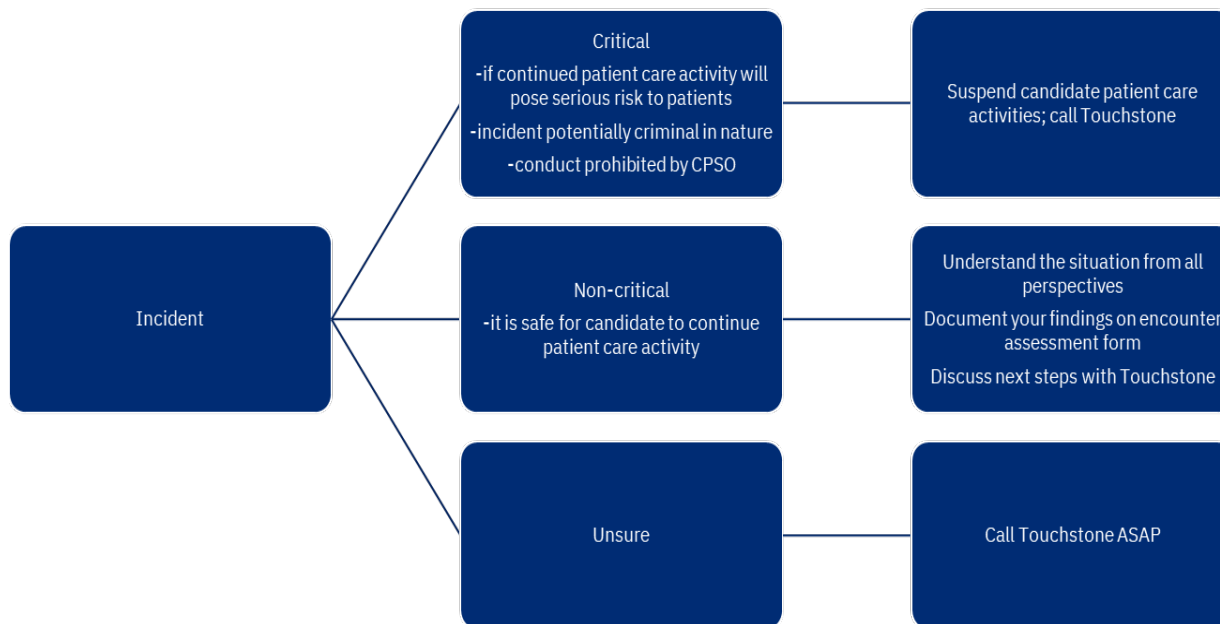 Critical
-if continued patient care activity will
pose serious risk to patients
-incident potentially criminal in nature
-conduct prohibited by CPSO
Suspend candidate patient care
activities; call Touchstone
Incident
Non-critical
-it is safe for candidate to continue
patient care activity
Understand the situation from all
perspectives
Document your findings on encounter
assessment form
Discuss next steps with Touchstone
Unsure
Call Touchstone ASAP